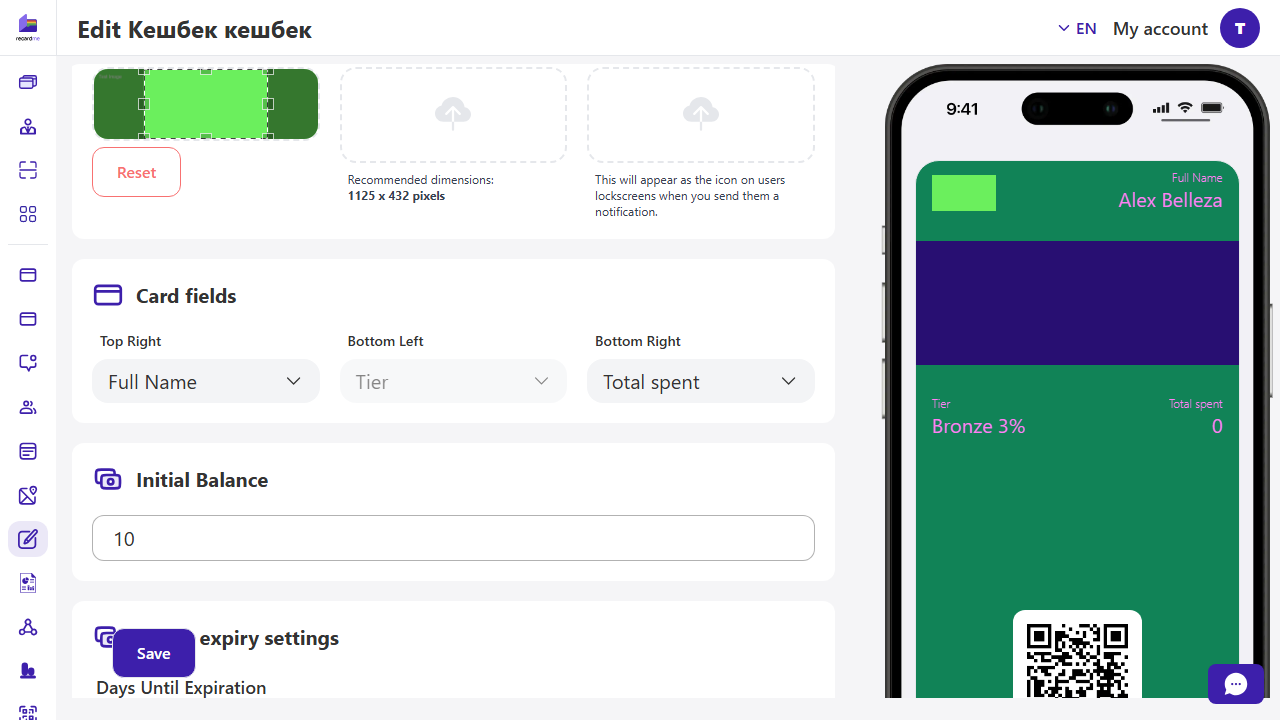 recardme
Edit Кешбек кешбек
EN
My account
T
Reset
Recommended dimensions:
1125 x 432 pixels
This will appear as the icon on users
lockscreens when you send them a
notification.
Card fields
Top Right
Bottom Left
Bottom Right
Full Name
Tier
Total spent
Initial Balance
10
expiry settings
Save
Days Until Expiration
9:41
Full Name
Alex Belleza
Tier
Total spent
Bronze 3%
0